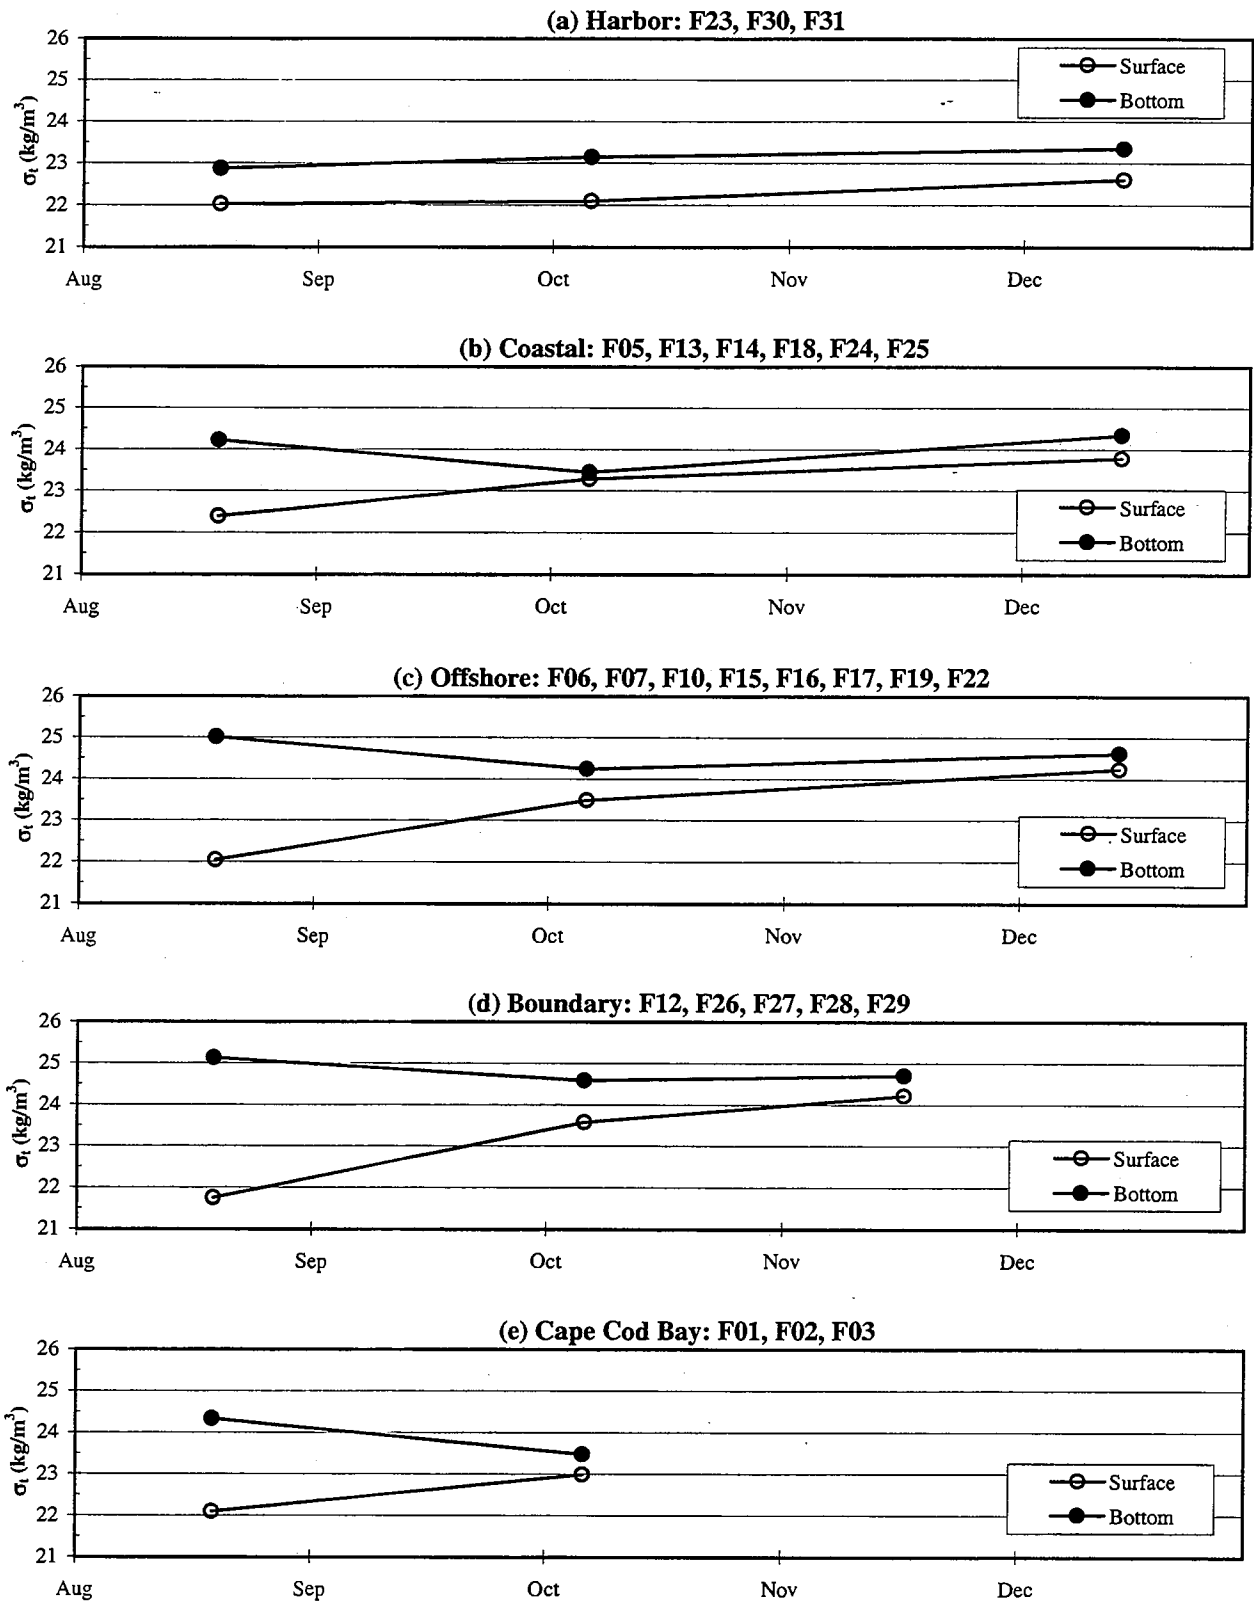 (a) Harbor: F23, F30, F31
26
25
24
23
22
21
σt (kg/m³)
Surface
Bottom
Aug Sep Oct Nov Dec
(b) Coastal: F05, F13, F14, F18, F24, F25
26
25
24
23
22
21
σt (kg/m³)
Surface
Bottom
Aug Sep Oct Nov Dec
(c) Offshore: F06, F07, F10, F15, F16, F17, F19, F22
26
25
24
23
22
21
σt (kg/m³)
Surface
Bottom
Aug Sep Oct Nov Dec
(d) Boundary: F12, F26, F27, F28, F29
26
25
24
23
22
21
σt (kg/m³)
Surface
Bottom
Aug Sep Oct Nov Dec
(e) Cape Cod Bay: F01, F02, F03
26
25
24
23
22
21
σt (kg/m³)
Surface
Bottom
Aug Sep Oct Nov Dec